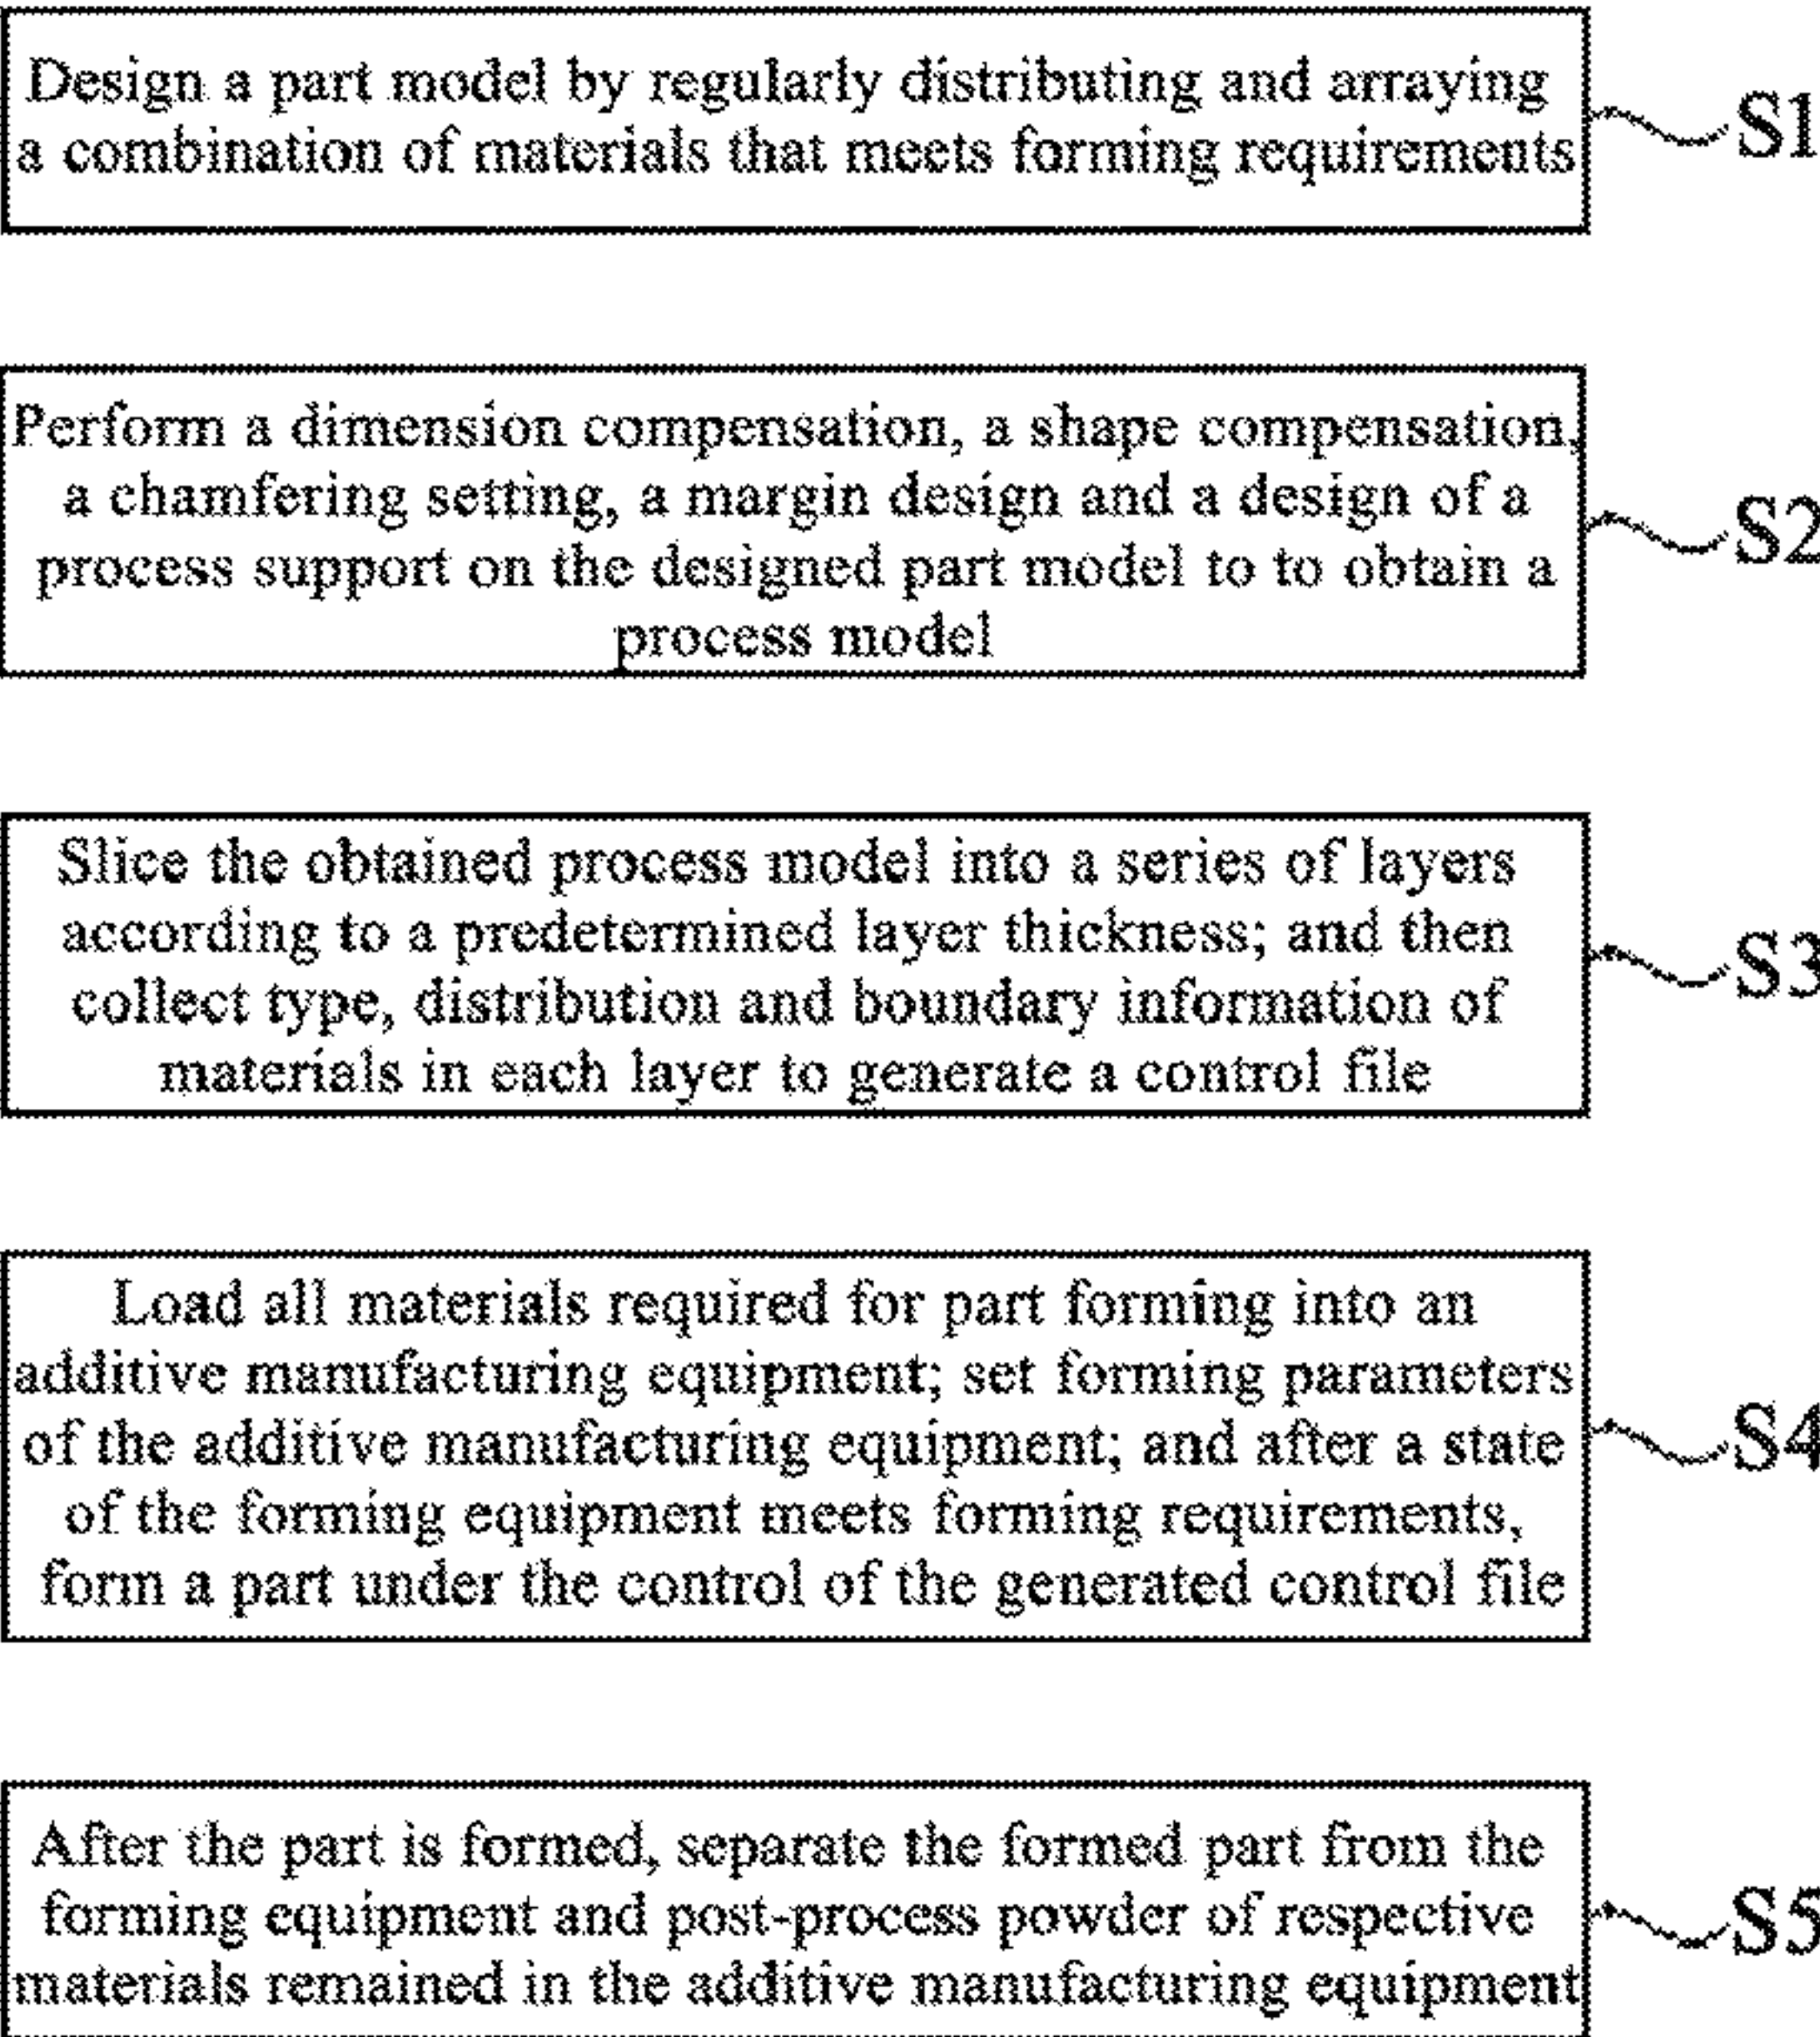 Design a part model by regularly distributing and arraying
a combination of materials that meets forming requirements
S1
Perform a dimension compensation, a shape compensation,
a chamfering setting, a margin design and a design of a
process support on the designed part model to to obtain a
process model
S2
Slice the obtained process model into a series of layers
according to a predetermined layer thickness; and then
collect type, distribution and boundary information of
materials in each layer to generate a control file
S3
Load all materials required for part forming into an
additive manufacturing equipment; set forming parameters
of the additive manufacturing equipment; and after a state
of the forming equipment meets forming requirements,
form a part under the control of the generated control file
S4
After the part is formed, separate the formed part from the
forming equipment and post-process powder of respective
materials remained in the additive manufacturing equipment
S5